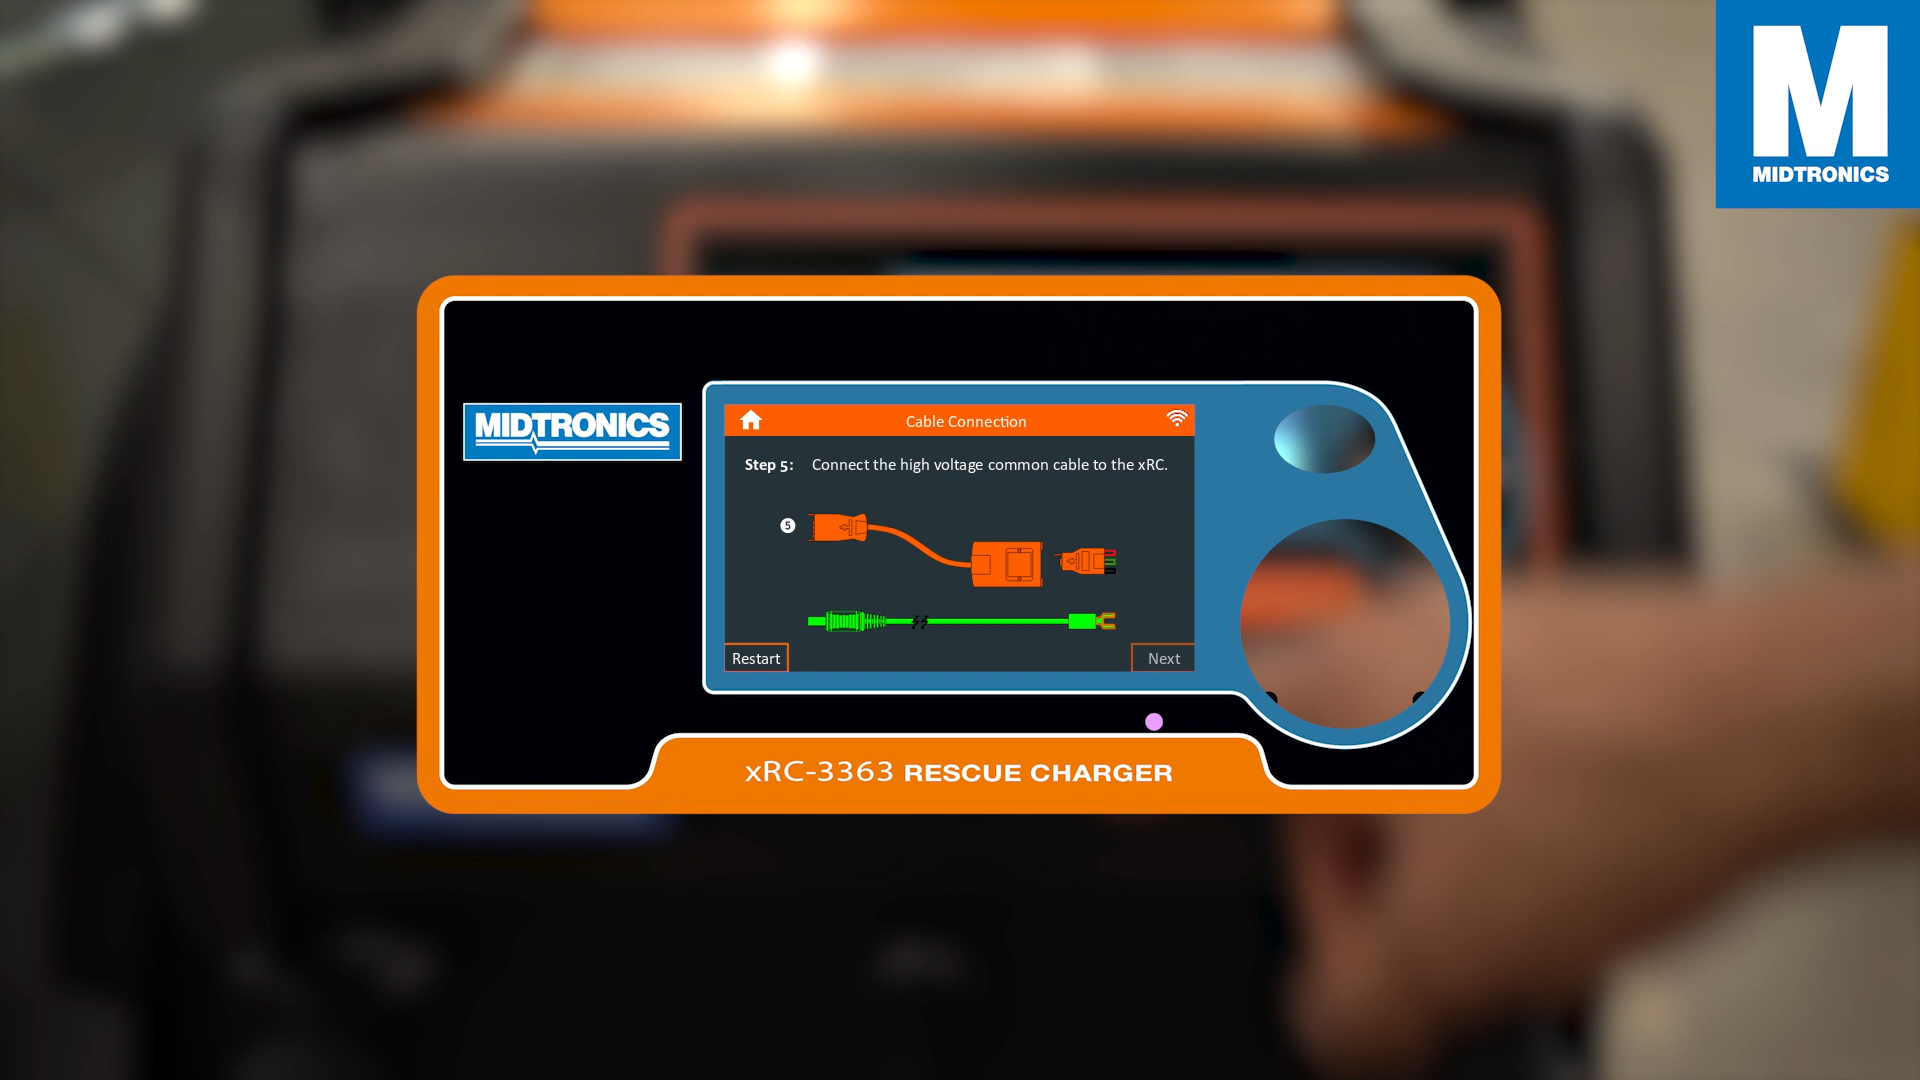 M
MIDTRONICS
MIDTRONICS
Cable Connection
Step 5: Connect the high voltage common cable to the xRC.
5
Restart
Next
xRC-3363 RESCUE CHARGER